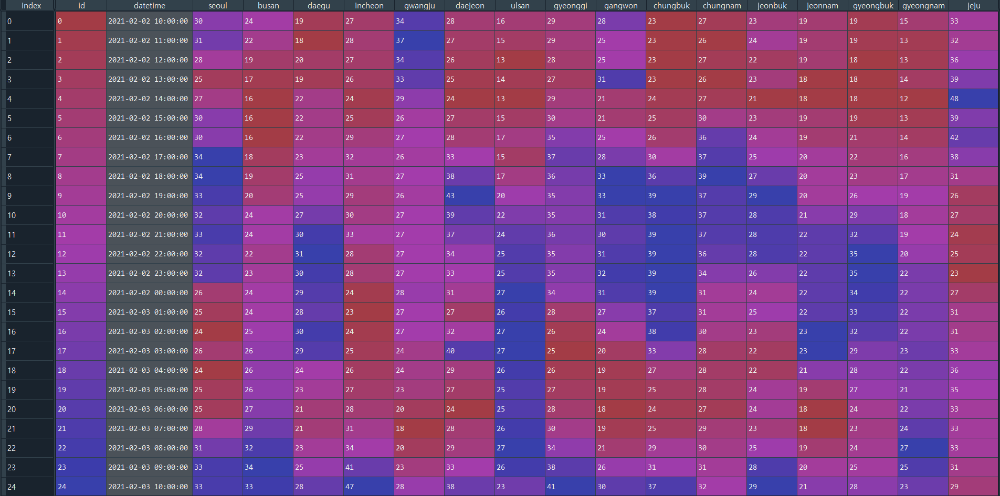 Index id datetime seoul busan daegu incheon gwangju daejeon ulsan gyeonggi gangwon chungbuk chungnam jeonbuk jeonnam gyeongbuk gyeongnam jeju
0 0 2021-02-02 10:00:00 30 24 19 27 34 28 16 29 28 23 27 23 19 19 15 33
1 1 2021-02-02 11:00:00 31 22 18 28 37 27 15 29 25 23 26 24 19 19 13 32
2 2 2021-02-02 12:00:00 28 19 20 27 34 26 13 28 25 23 27 22 19 18 13 36
3 3 2021-02-02 13:00:00 25 17 19 26 33 25 14 27 31 23 26 23 18 18 14 39
4 4 2021-02-02 14:00:00 27 16 22 24 29 24 13 29 21 24 27 21 18 18 12 48
5 5 2021-02-02 15:00:00 30 16 22 25 26 27 15 30 21 25 30 23 19 19 13 39
6 6 2021-02-02 16:00:00 30 16 22 29 27 28 17 35 25 26 36 24 19 21 14 42
7 7 2021-02-02 17:00:00 34 18 23 32 26 33 15 37 28 30 37 25 20 22 16 38
8 8 2021-02-02 18:00:00 34 19 25 31 27 38 17 36 33 36 39 27 20 23 17 31
9 9 2021-02-02 19:00:00 33 20 25 29 26 43 20 35 33 39 37 29 20 26 19 26
10 10 2021-02-02 20:00:00 32 24 27 30 27 39 22 35 31 38 37 28 21 29 18 27
11 11 2021-02-02 21:00:00 33 24 30 33 27 37 24 36 30 39 37 28 22 32 19 24
12 12 2021-02-02 22:00:00 32 22 31 28 27 34 25 35 31 39 36 28 22 35 20 25
13 13 2021-02-02 23:00:00 32 23 30 28 27 33 25 35 32 39 34 26 22 35 22 23
14 14 2021-02-02 00:00:00 26 24 29 24 28 31 27 34 31 39 31 24 22 34 22 27
15 15 2021-02-03 01:00:00 25 24 28 23 27 27 26 28 27 37 31 25 22 33 22 31
16 16 2021-02-03 02:00:00 24 25 30 24 27 32 27 26 24 38 30 23 23 32 22 31
17 17 2021-02-03 03:00:00 26 26 29 25 24 40 27 25 20 33 28 22 23 29 23 33
18 18 2021-02-03 04:00:00 24 26 24 26 24 29 26 26 19 27 28 22 21 28 22 36
19 19 2021-02-03 05:00:00 25 26 23 27 23 27 25 27 19 25 28 24 19 27 21 35
20 20 2021-02-03 06:00:00 25 27 21 28 20 24 25 28 18 24 27 24 18 24 22 33
21 21 2021-02-03 07:00:00 28 29 21 31 18 28 26 30 19 25 29 23 18 23 24 33
22 22 2021-02-03 08:00:00 31 32 23 34 20 29 27 34 21 29 30 25 19 24 27 33
23 23 2021-02-03 09:00:00 33 34 25 41 23 33 26 38 26 31 31 28 20 25 25 31
24 24 2021-02-03 10:00:00 33 33 28 47 28 38 23 41 30 37 32 29 21 28 23 29